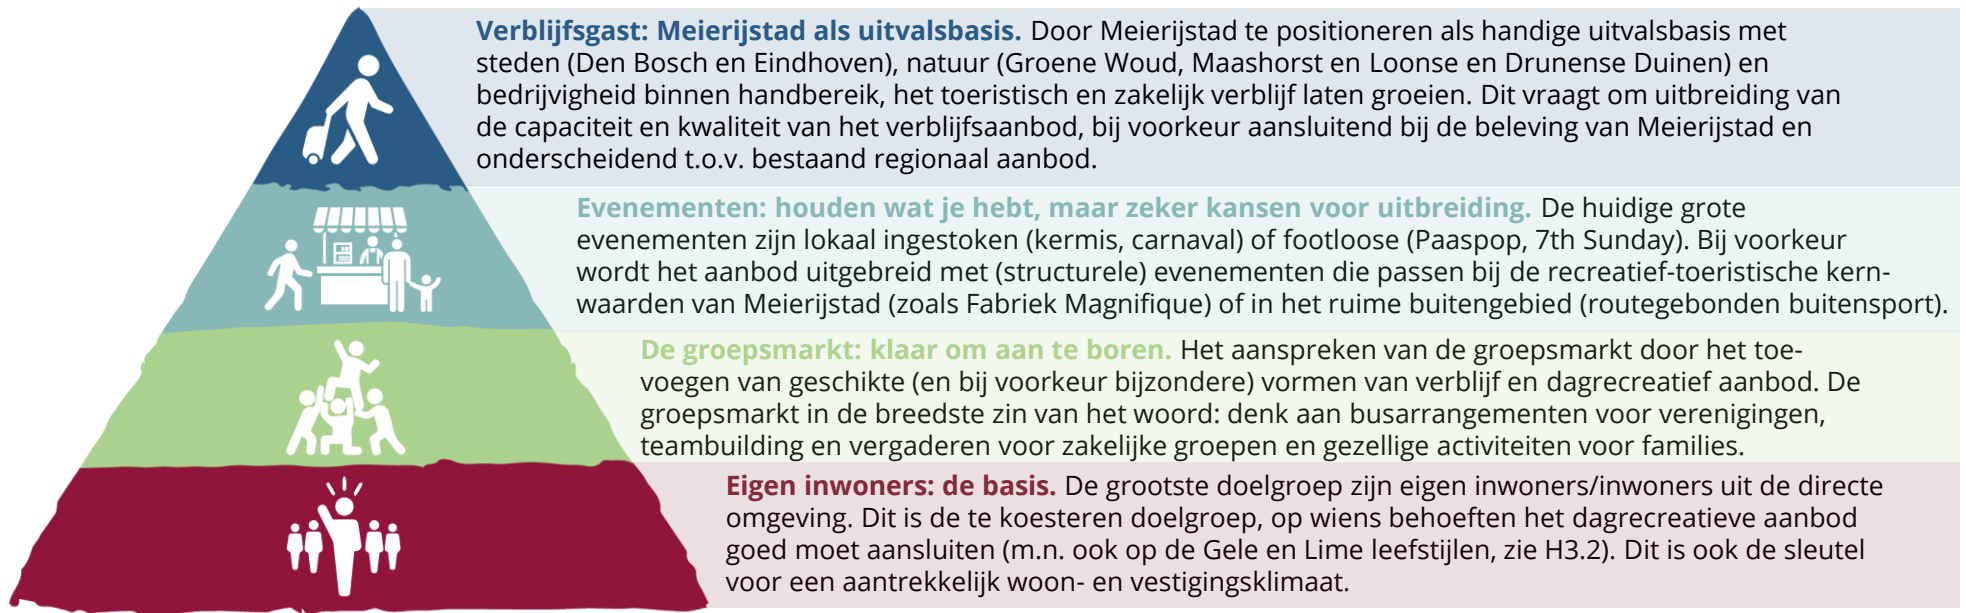 Verblijfsgast: Meierijstad als uitvalsbasis. Door Meierijstad te positioneren als handige uitvalsbasis met
steden (Den Bosch en Eindhoven), natuur (Groene Woud, Maashorst en Loonse en Drunense Duinen) en
bedrijvigheid binnen handbereik, het toeristisch en zakelijk verblijf laten groeien. Dit vraagt om uitbreiding van
de capaciteit en kwaliteit van het verblijfsaanbod, bij voorkeur aansluitend bij de beleving van Meierijstad en
onderscheidend t.o.v. bestaand regionaal aanbod.
Evenementen: houden wat je hebt, maar zeker kansen voor uitbreiding. De huidige grote
evenementen zijn lokaal ingestoken (kermis, carnaval) of footloose (Paaspop, 7th Sunday). Bij voorkeur
wordt het aanbod uitgebreid met (structurele) evenementen die passen bij de recreatief-toeristische kern-
waarden van Meierijstad (zoals Fabriek Magnifique) of in het ruime buitengebied (routegebonden buitensport).
De groepsmarkt: klaar om aan te boren. Het aanspreken van de groepsmarkt door het toe-
voegen van geschikte (en bij voorkeur bijzondere) vormen van verblijf en dagrecreatief aanbod. De
groepsmarkt in de breedste zin van het woord: denk aan busarrangementen voor verenigingen,
teambuilding en vergaderen voor zakelijke groepen en gezellige activiteiten voor families.
Eigen inwoners: de basis. De grootste doelgroep zijn eigen inwoners/inwoners uit de directe
omgeving. Dit is de te koesteren doelgroep, op wiens behoeften het dagrecreatieve aanbod
goed moet aansluiten (m.n. ook op de Gele en Lime leefstijlen, zie H3.2). Dit is ook de sleutel
voor een aantrekkelijk woon- en vestigingsklimaat.